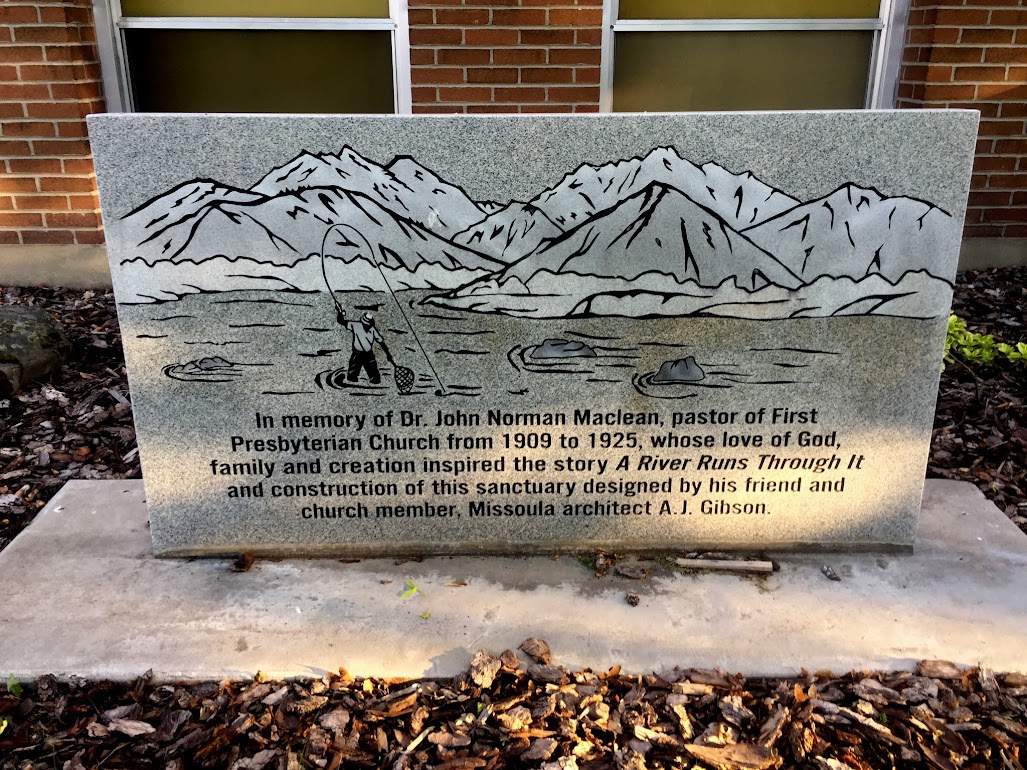 In memory of Dr. John Norman Maclean, pastor of First
Presbyterian Church from 1909 to 1925, whose love of God,
family and creation inspired the story A River Runs Through It
and construction of this sanctuary designed by his friend and
church member, Missoula architect A.J. Gibson.